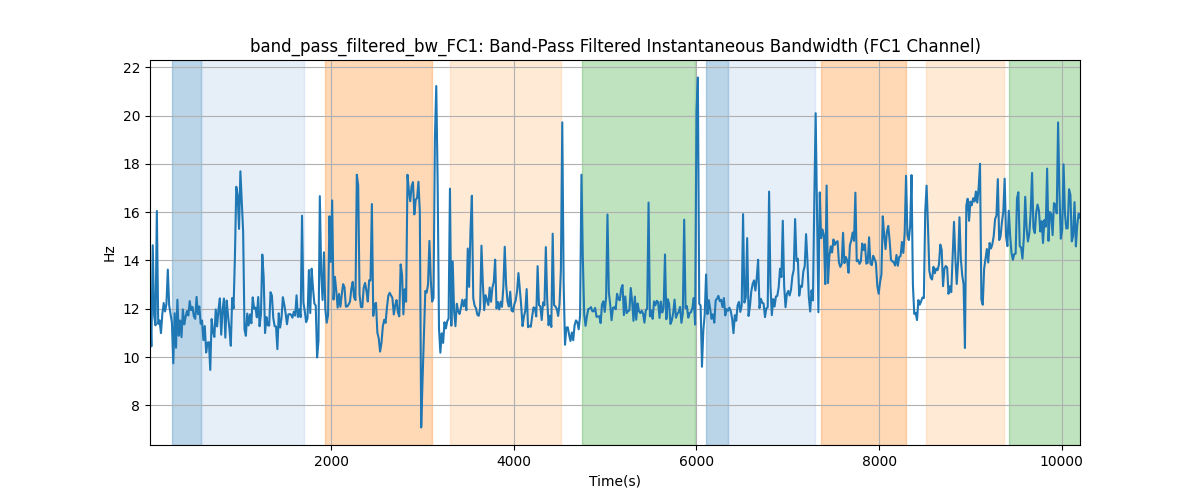 band_pass_filtered_bw_FC1: Band-Pass Filtered Instantaneous Bandwidth (FC1 Channel)
22
20
18
16
14
12
10
8
Hz
2000 4000 6000 8000 10000
Time(s)